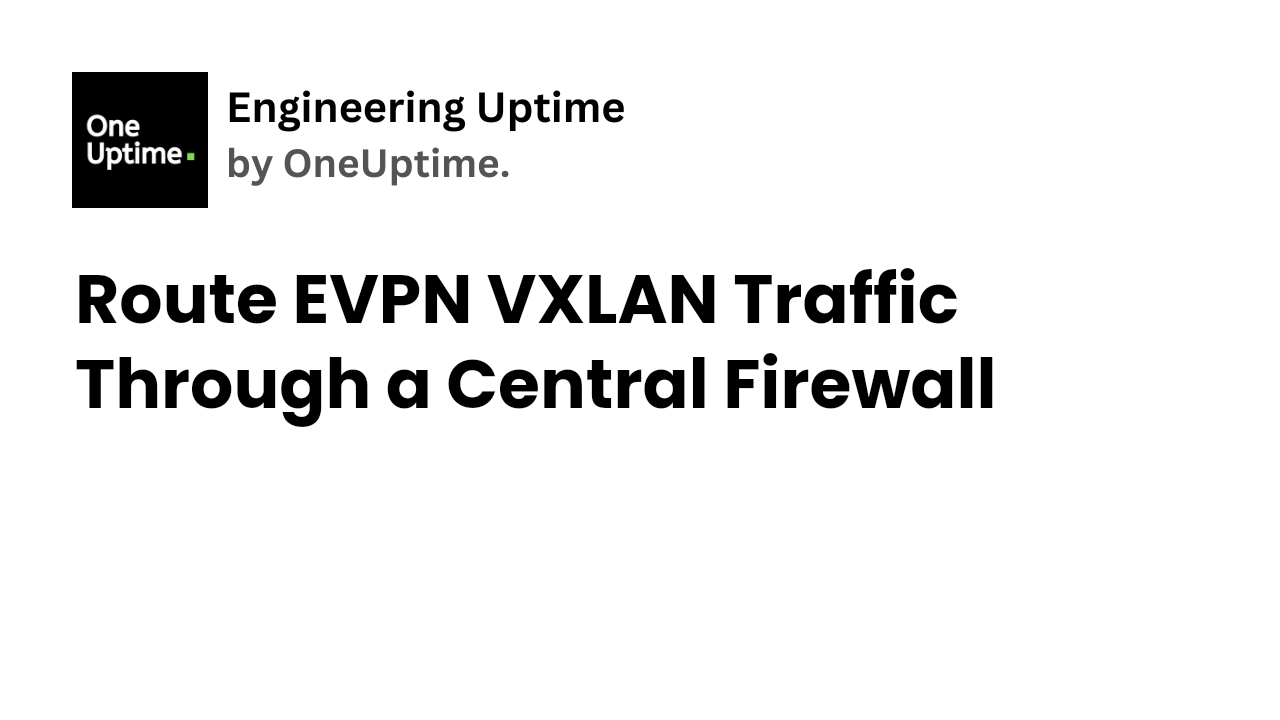 One
Uptime.
Engineering Uptime
by OneUptime.
Route EVPN VXLAN Traffic
Through a Central Firewall